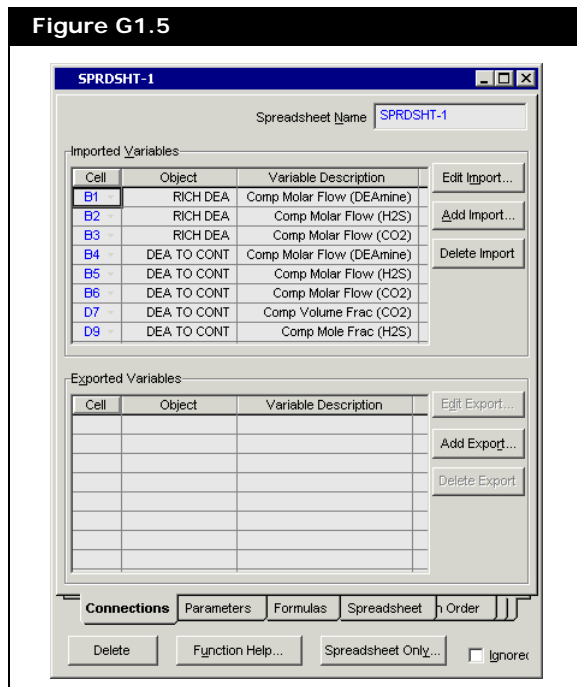 Figure G1.5
SPRDSHT-1
Spreadsheet Name SPRDSHT-1
Imported Variables
Cell Object Variable Description
B1 RICH DEA Comp Molar Flow (DEAmine)
B2 RICH DEA Comp Molar Flow (H2S)
B3 RICH DEA Comp Molar Flow (CO2)
B4 DEA TO CONT Comp Molar Flow (DEAmine)
B5 DEA TO CONT Comp Molar Flow (H2S)
B6 DEA TO CONT Comp Molar Flow (CO2)
D7 DEA TO CONT Comp Volume Frac (CO2)
D9 DEA TO CONT Comp Mole Frac (H2S)
Edit Import...
Add Import...
Delete Import
Exported Variables
Cell Object Variable Description
Edit Export...
Add Export...
Delete Export
Connections Parameters Formulas Spreadsheet n Order
Delete Function Help... Spreadsheet Only... Ignored